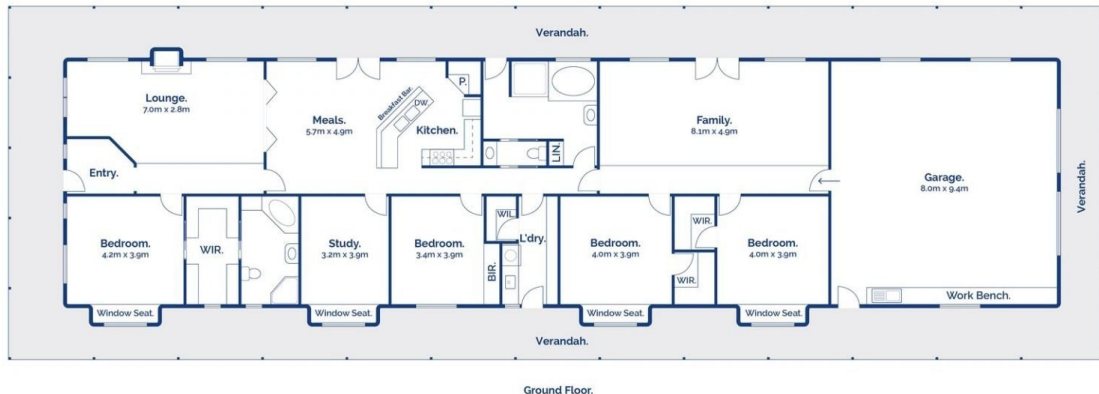 Verandah.
Lounge.
7.0m x 2.8m
Meals.
5.7m x 4.9m
Breakfast Bar.
DW.
P.
Kitchen.
LIN.
Family.
8.1m x 4.9m
Entry.
Garage.
8.0m x 9.4m
Verandah.
Bedroom.
4.2m x 3.9m
WIR.
Study.
3.2m x 3.9m
Bedroom.
3.4m x 3.9m
WIL.
L'dry.
BIR.
Bedroom.
4.0m x 3.9m
WIR.
WIR.
Bedroom.
4.0m x 3.9m
Work Bench.
Window Seat.
Window Seat.
Window Seat.
Window Seat.
Verandah.
Ground Floor.